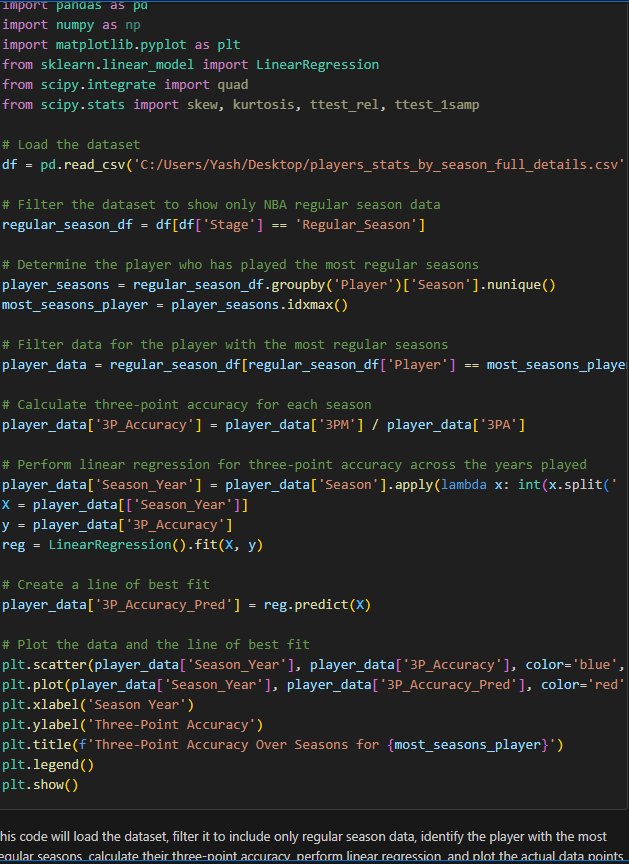 import pandas as pd
import numpy as np
import matplotlib.pyplot as plt
from sklearn.linear_model import LinearRegression
from scipy.integrate import quad
from scipy.stats import skew, kurtosis, ttest_rel, ttest_1samp
# Load the dataset
df = pd.read_csv('C:/Users/Yash/Desktop/players_stats_by_season_full_details.csv'
# Filter the dataset to show only NBA regular season data
regular_season_df = df[df['Stage'] == 'Regular_Season']
# Determine the player who has played the most regular seasons
player_seasons = regular_season_df.groupby('Player')['Season'].nunique()
most_seasons_player = player_seasons.idxmax()
# Filter data for the player with the most regular seasons
player_data = regular_season_df[regular_season_df['Player'] == most_seasons_playe
# Calculate three-point accuracy for each season
player_data['3P_Accuracy'] = player_data['3PM'] / player_data['3PA']
# Perform linear regression for three-point accuracy across the years played
player_data['Season_Year'] = player_data['Season'].apply(lambda x: int(x.split('
X = player_data[['Season_Year']]
y = player_data['3P_Accuracy']
reg = LinearRegression().fit(X, y)
# Create a line of best fit
player_data['3P_Accuracy_Pred'] = reg.predict(X)
# Plot the data and the line of best fit
plt.scatter(player_data['Season_Year'], player_data['3P_Accuracy'], color='blue',
plt.plot(player_data['Season_Year'], player_data['3P_Accuracy_Pred'], color='red'
plt.xlabel('Season Year')
plt.ylabel('Three-Point Accuracy')
plt.title(f'Three-Point Accuracy Over Seasons for {most_seasons_player}')
plt.legend()
plt.show()
his code will load the dataset, filter it to include only regular season data, identify the player with the most
egular seasons, calculate their three-point accuracy, perform linear regression, and plot the actual data points